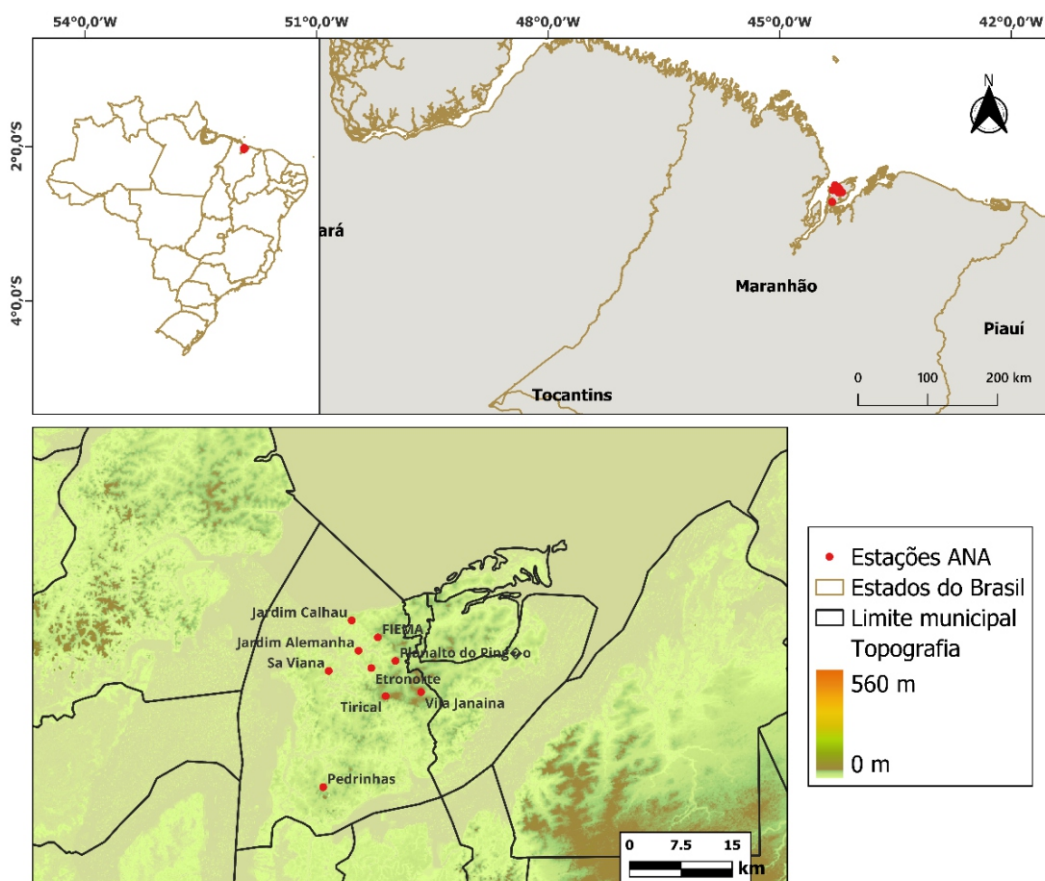 54°0,0'W 51°0,0'W 48°0,0'W 45°0,0'W 42°0,0'W
2°0,0'S
4°0,0'S
N
ará
Maranhão
Piauí
Tocantins
0 100 200 km
Jardim Calhau
FIEMA
Jardim Alemanha
Planalto do Ping�o
Sa Viana
Etronorte
Tirical
Vila Janaina
Pedrinhas
0 7.5 15
km
Estações ANA
Estados do Brasil
Limite municipal
Topografia
560 m
0 m